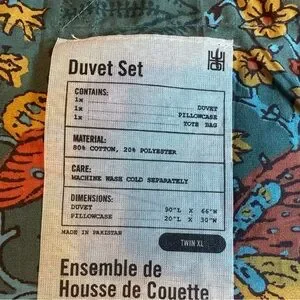 Duvet Set
CONTAINS:
1x DUVET
1x PILLOWCASE
1x TOTE BAG
MATERIAL:
80% COTTON, 20% POLYESTER
CARE:
MACHINE WASH COLD SEPARATELY
DIMENSIONS:
DUVET 90"L X 66"W
PILLOWCASE 20"L X 30"W
MADE IN PAKISTAN
TWIN XL
Ensemble de
Housse de Couette